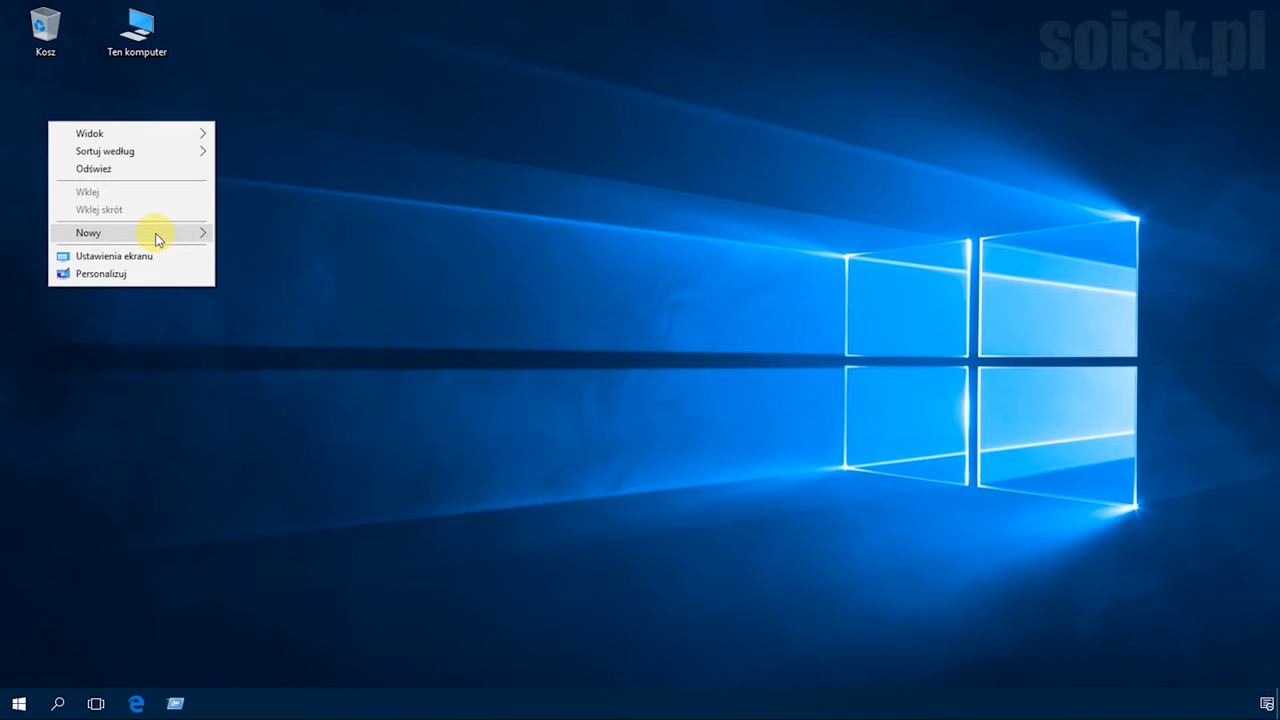 soisk.pl
Kosz
Ten komputer
Widok
Sortuj według
Odśwież
Wklej
Wklej skrót
Nowy
Ustawienia ekranu
Personalizuj